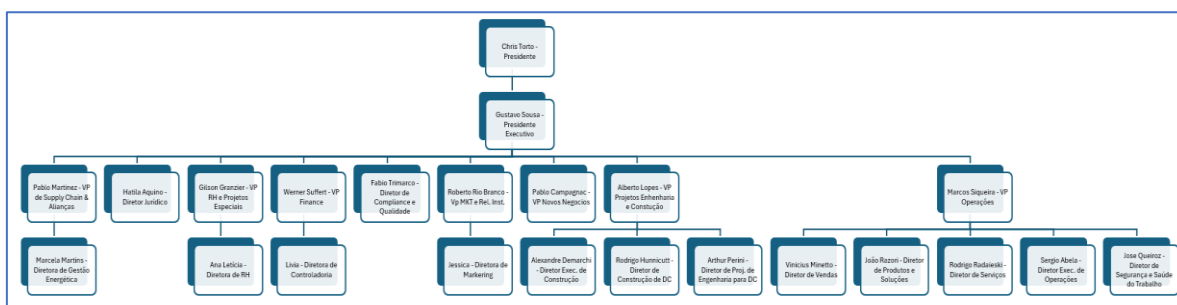 Chris Torto -
Presidente
Gustavo Sousa -
Presidente
Executivo
Pablo Martinez - VP
de Supply Chain &
Alianças
Hatila Aquino -
Diretor Jurídico
Gilson Granzier - VP
RH e Projetos
Especiais
Werner Suffert - VP
Finance
Fabio Trimarco -
Diretor de
Compliance e
Qualidade
Roberto Rio Branco -
Vp MKT e Rel. Inst.
Pablo Campagnac -
VP Novos Negocios
Alberto Lopes - VP
Projetos Enhenharia
e Constução
Marcos Siqueira - VP
Operações
Marcela Martins -
Diretora de Gestão
Energética
Ana Letícia -
Diretora de RH
Livia - Diretora de
Controladoria
Jessica - Diretora de
Markering
Alexandre Demarchi
- Diretor Exec. de
Construção
Rodrigo Hunnicutt -
Diretor de
Construção de DC
Arthur Perini -
Diretor de Proj. de
Engenharia para DC
Vinicius Minetto -
Diretor de Vendas
João Razori - Diretor
de Produtos e
Soluções
Rodrigo Radaieski -
Diretor de Serviços
Sergio Abela -
Diretor Exec. de
Operações
Jose Queiroz -
Diretor de
Segurança e Saúde
do Trabalho